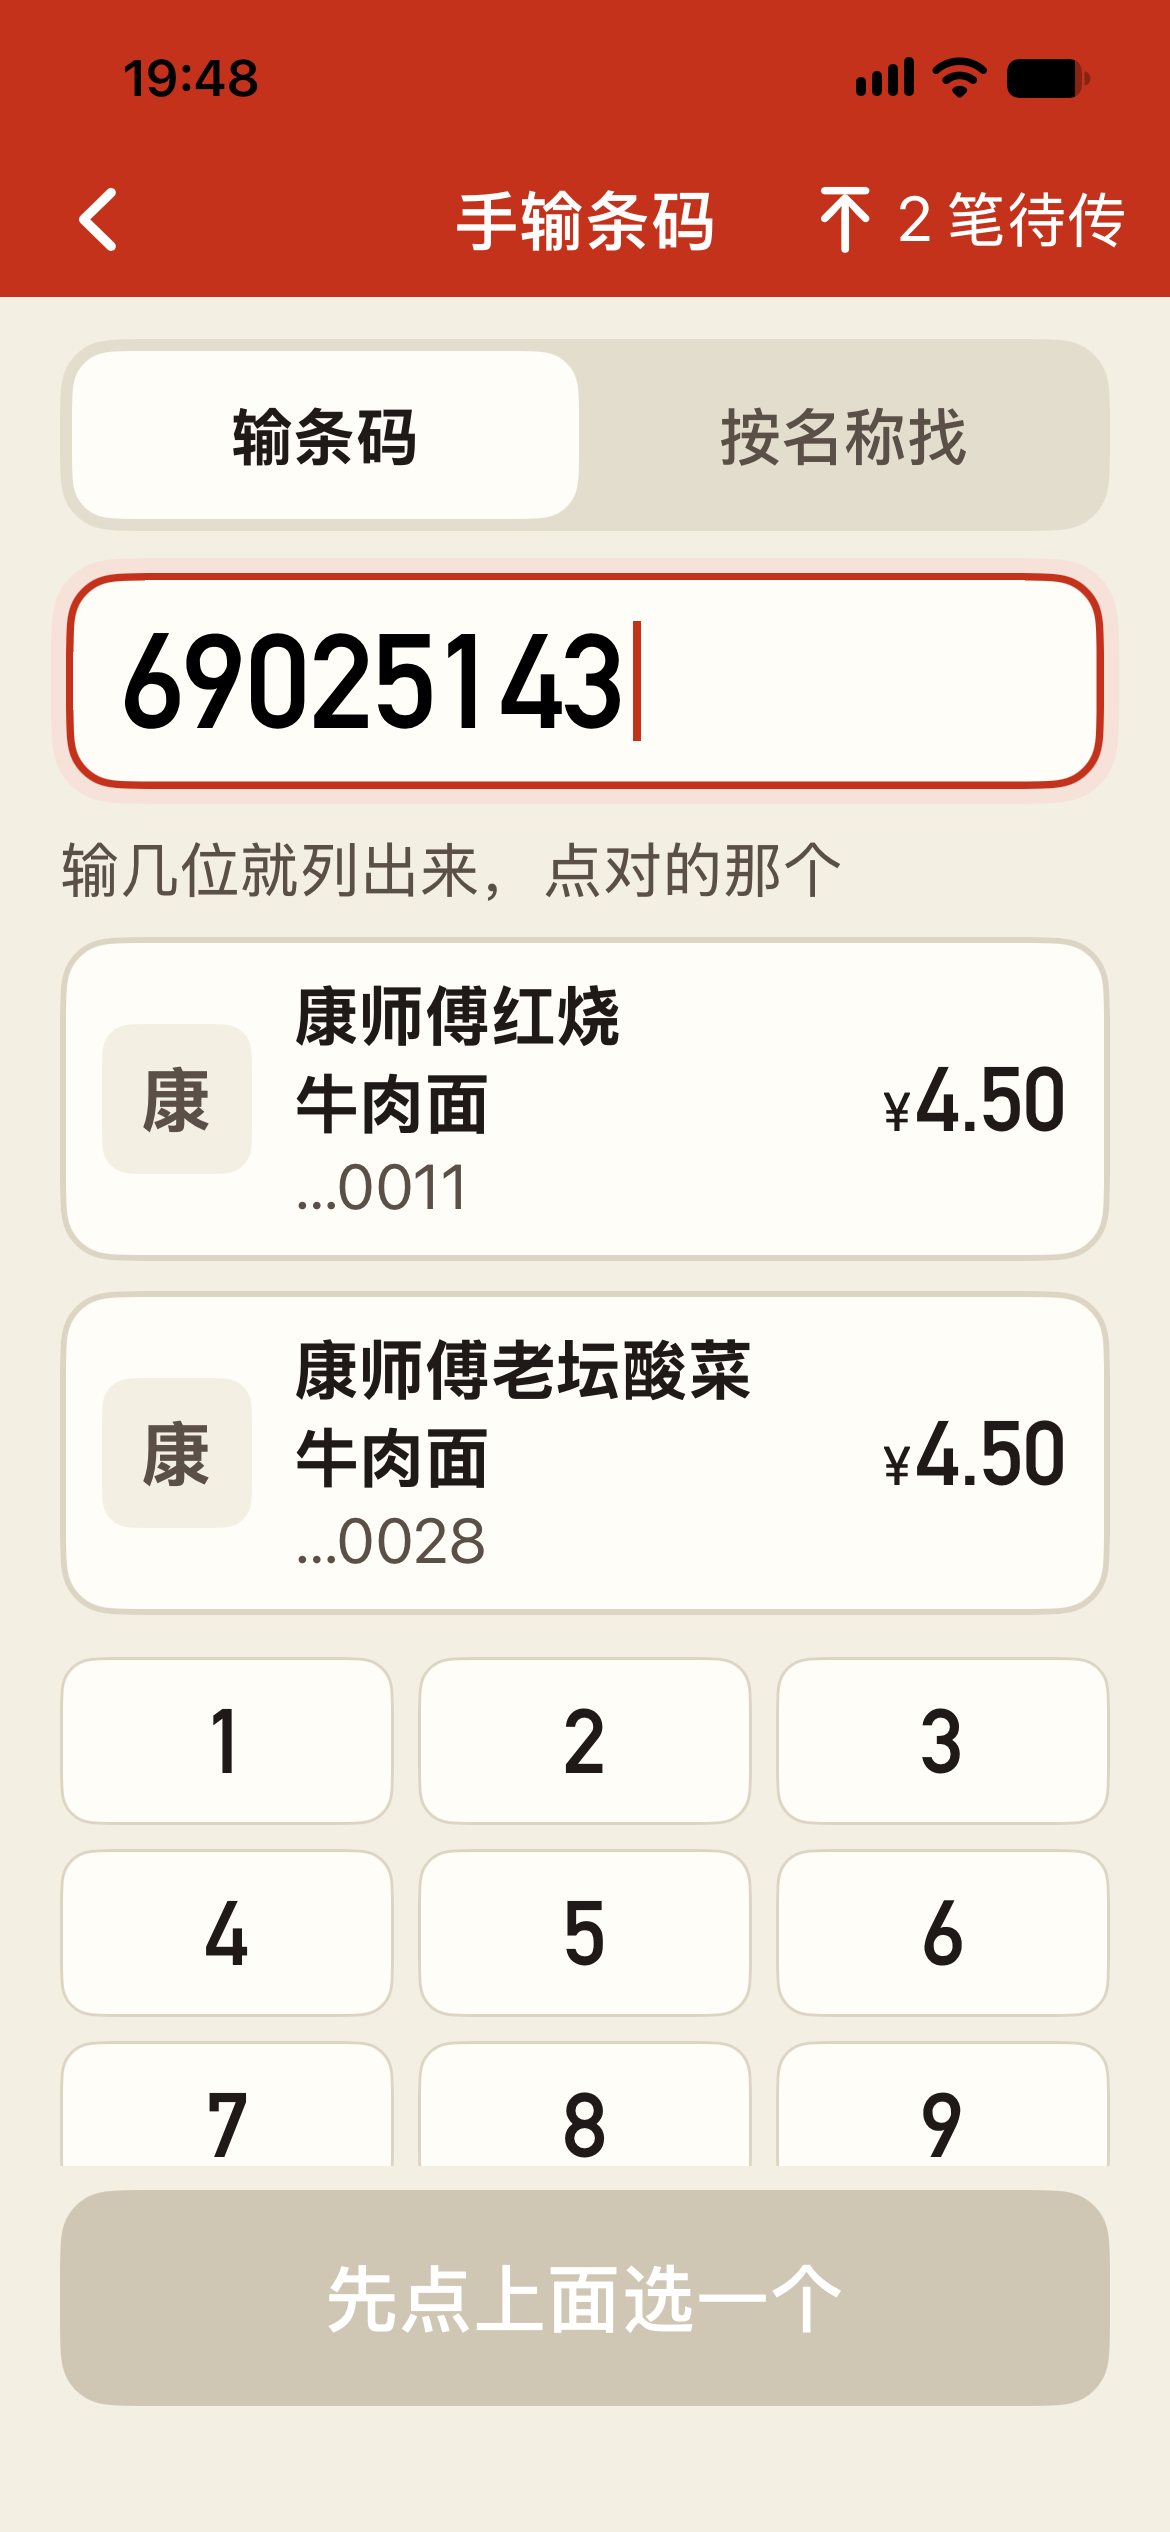 19:48
手输条码
2 笔待传
输条码
按名称找
69025143
输几位就列出来，点对的那个
康
康师傅红烧
牛肉面
...0011
¥4.50
康
康师傅老坛酸菜
牛肉面
...0028
¥4.50
1
2
3
4
5
6
7
8
9
先点上面选一个